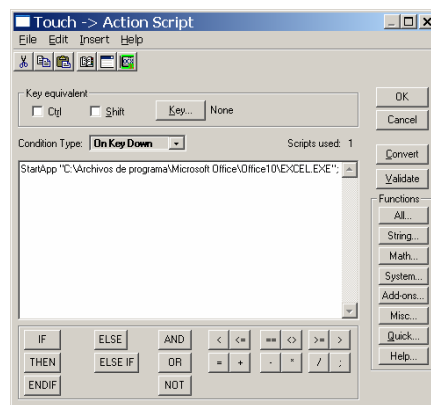 Touch -> Action Script
File Edit Insert Help
Key equivalent
Ctrl Shift Key... None
OK
Cancel
Condition Type: On Key Down Scripts used: 1
Convert
Validate
StartApp "C:\Archivos de programa\Microsoft Office\Office10\EXCEL.EXE";
Functions
All...
String...
Math...
System...
Add-ons...
Misc...
Quick...
Help...
IF ELSE AND < <= == <> >= >
THEN ELSE IF OR = + - * / ;
ENDIF NOT